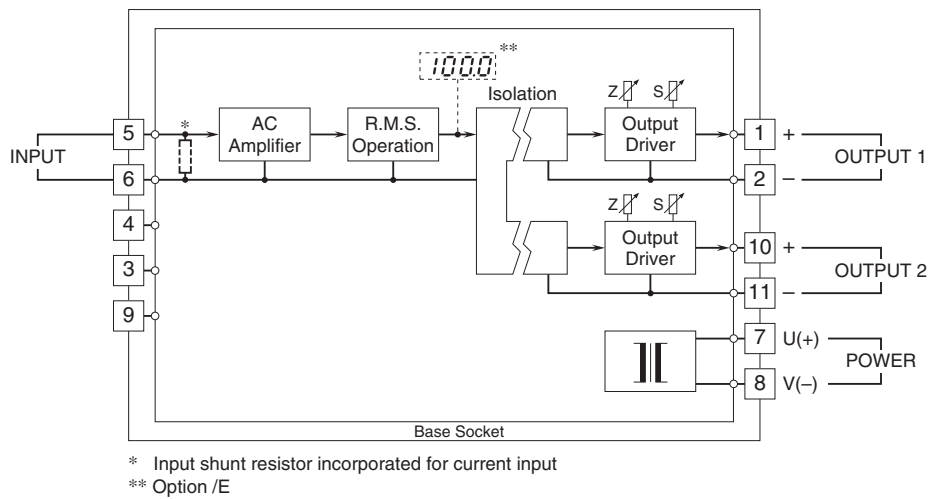 100.0 **
Isolation
Z S
5 * AC Amplifier R.M.S. Operation Output Driver 1 +
INPUT OUTPUT 1
6 2 –
4 Z S
Output Driver 10 +
3 OUTPUT 2
11 –
9
7 U(+)
POWER
8 V(–)
Base Socket
* Input shunt resistor incorporated for current input
** Option /E